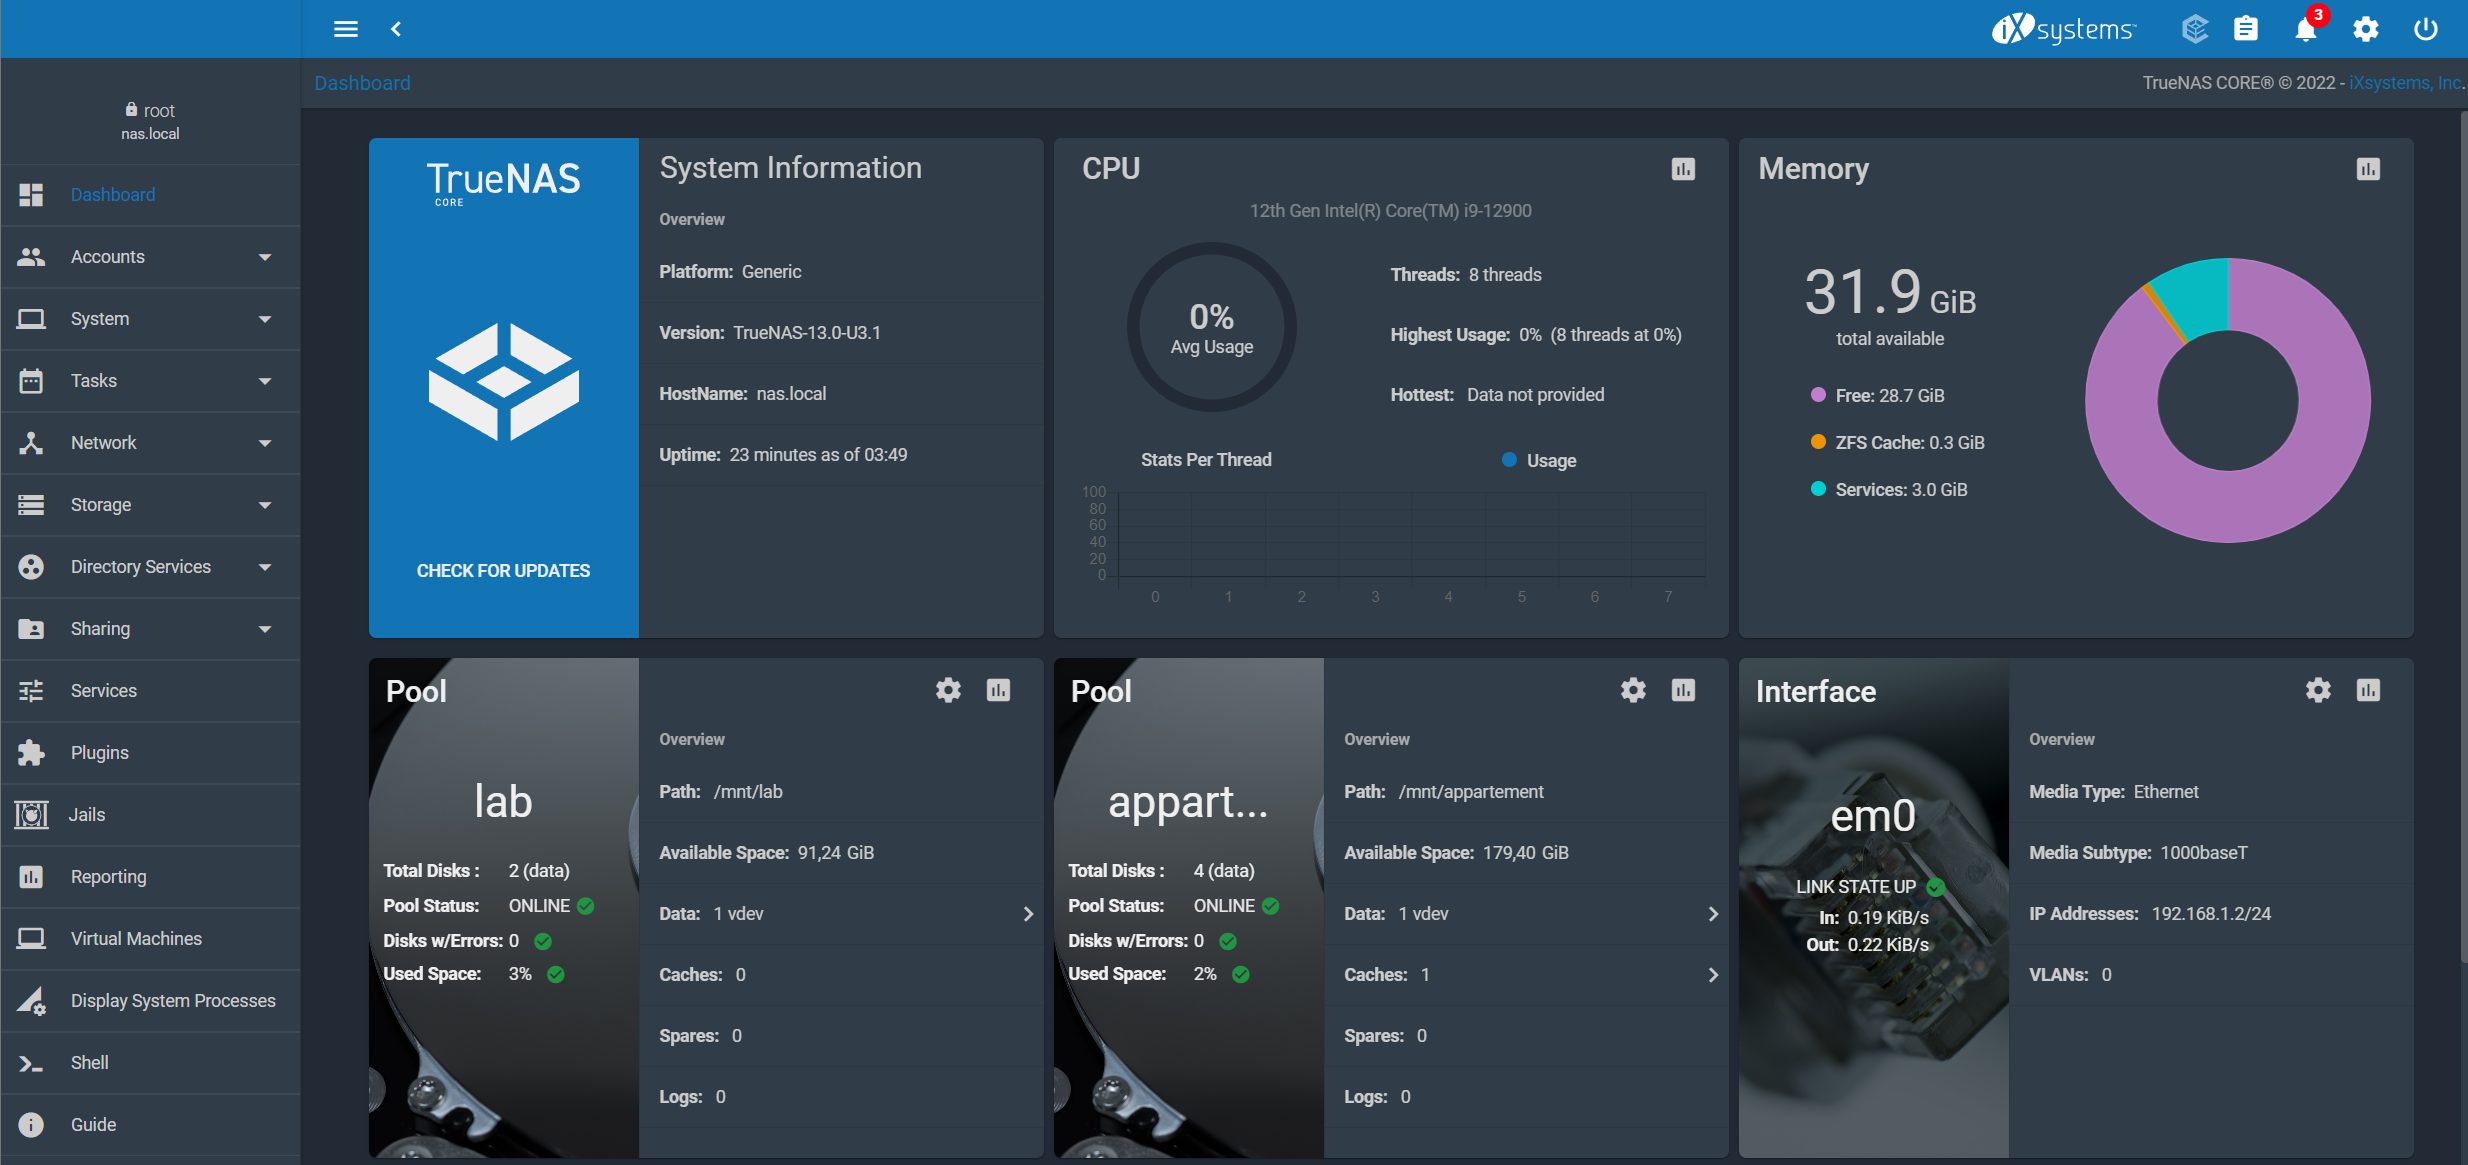 iXsystems™
3
Dashboard
TrueNAS CORE® © 2022 - iXsystems, Inc.
root
nas.local
Dashboard
Accounts
System
Tasks
Network
Storage
Directory Services
Sharing
Services
Plugins
Jails
Reporting
Virtual Machines
Display System Processes
Shell
Guide
TrueNAS
CORE
CHECK FOR UPDATES
System Information
Overview
Platform: Generic
Version: TrueNAS-13.0-U3.1
HostName: nas.local
Uptime: 23 minutes as of 03:49
CPU
12th Gen Intel(R) Core(TM) i9-12900
0%
Avg Usage
Threads: 8 threads
Highest Usage: 0% (8 threads at 0%)
Hottest: Data not provided
Stats Per Thread
Usage
100
80
60
40
20
0
0 1 2 3 4 5 6 7
Memory
31.9 GiB
total available
Free: 28.7 GiB
ZFS Cache: 0.3 GiB
Services: 3.0 GiB
Pool
lab
Total Disks : 2 (data)
Pool Status: ONLINE
Disks w/Errors: 0
Used Space: 3%
Overview
Path: /mnt/lab
Available Space: 91,24 GiB
Data: 1 vdev
Caches: 0
Spares: 0
Logs: 0
Pool
appart...
Total Disks : 4 (data)
Pool Status: ONLINE
Disks w/Errors: 0
Used Space: 2%
Overview
Path: /mnt/appartement
Available Space: 179,40 GiB
Data: 1 vdev
Caches: 1
Spares: 0
Logs: 0
Interface
em0
LINK STATE UP
In: 0.19 KiB/s
Out: 0.22 KiB/s
Overview
Media Type: Ethernet
Media Subtype: 1000baseT
IP Addresses: 192.168.1.2/24
VLANs: 0